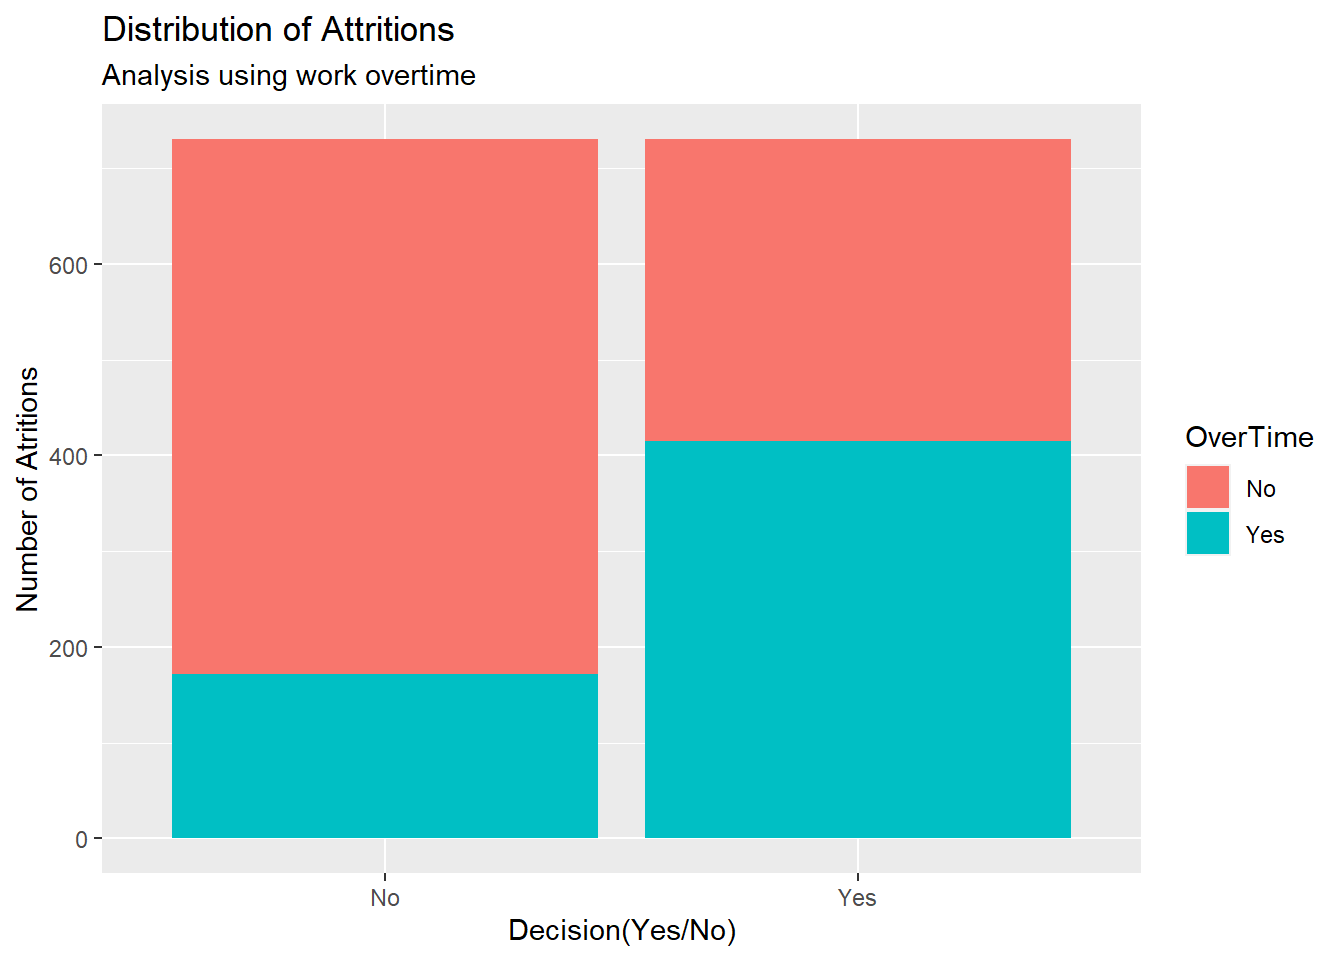 Distribution of Attritions
Analysis using work overtime
Number of Atritions
600
400
200
0
No
Yes
Decision(Yes/No)
OverTime
No
Yes